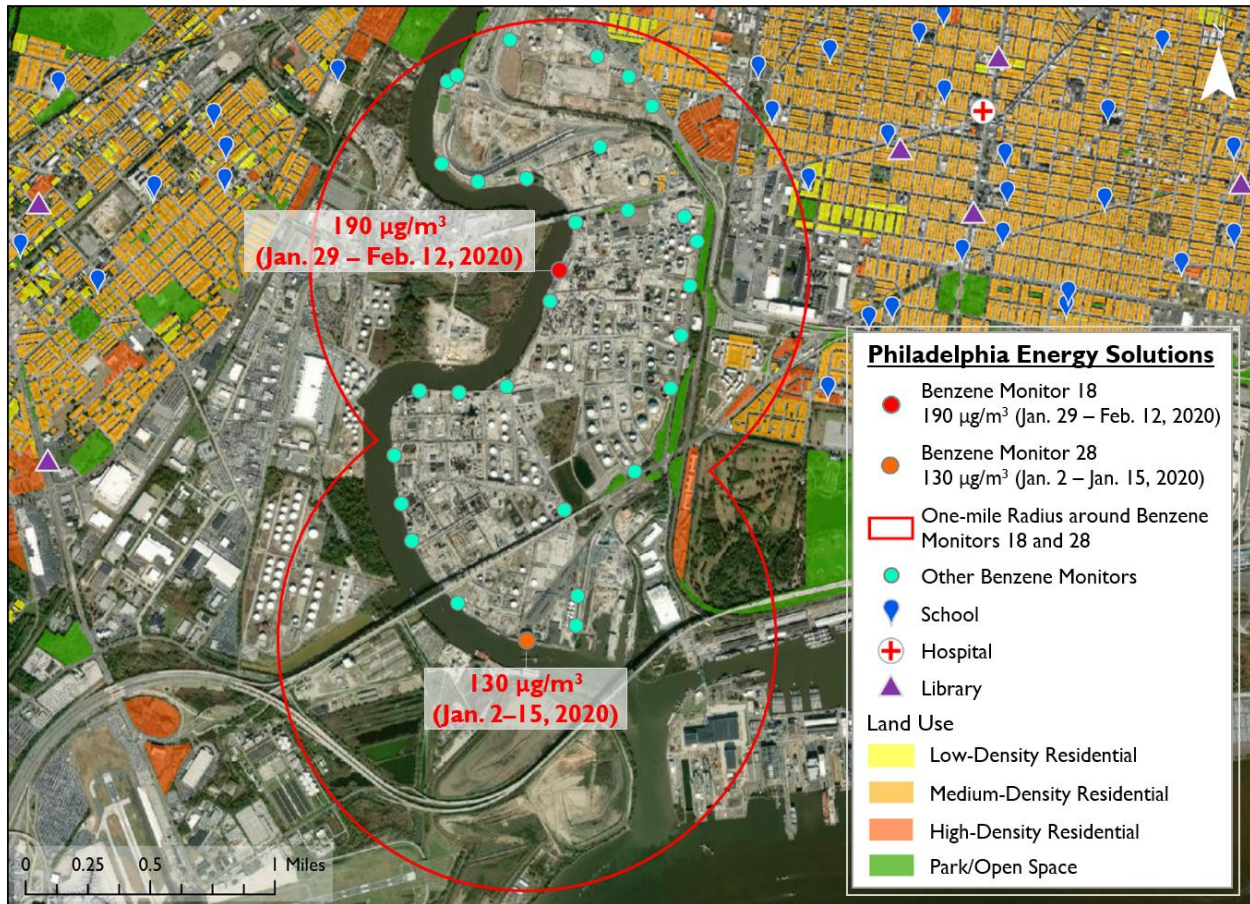 190 µg/m³
(Jan. 29 – Feb. 12, 2020)
130 µg/m³
(Jan. 2–15, 2020)
0 0.25 0.5 1 Miles
Philadelphia Energy Solutions
Benzene Monitor 18
190 µg/m³ (Jan. 29 – Feb. 12, 2020)
Benzene Monitor 28
130 µg/m³ (Jan. 2 – Jan. 15, 2020)
One-mile Radius around Benzene
Monitors 18 and 28
Other Benzene Monitors
School
Hospital
Library
Land Use
Low-Density Residential
Medium-Density Residential
High-Density Residential
Park/Open Space